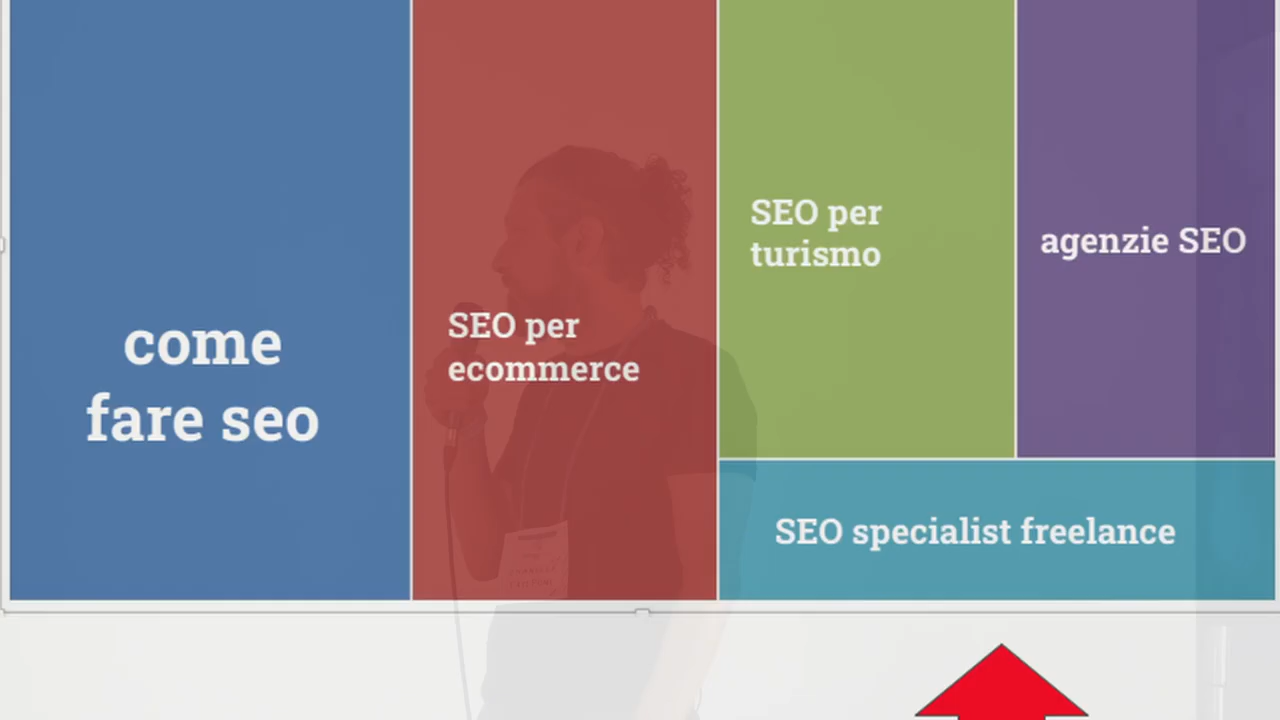 come
fare seo
SEO per
ecommerce
SEO per
turismo
agenzie SEO
SEO specialist freelance